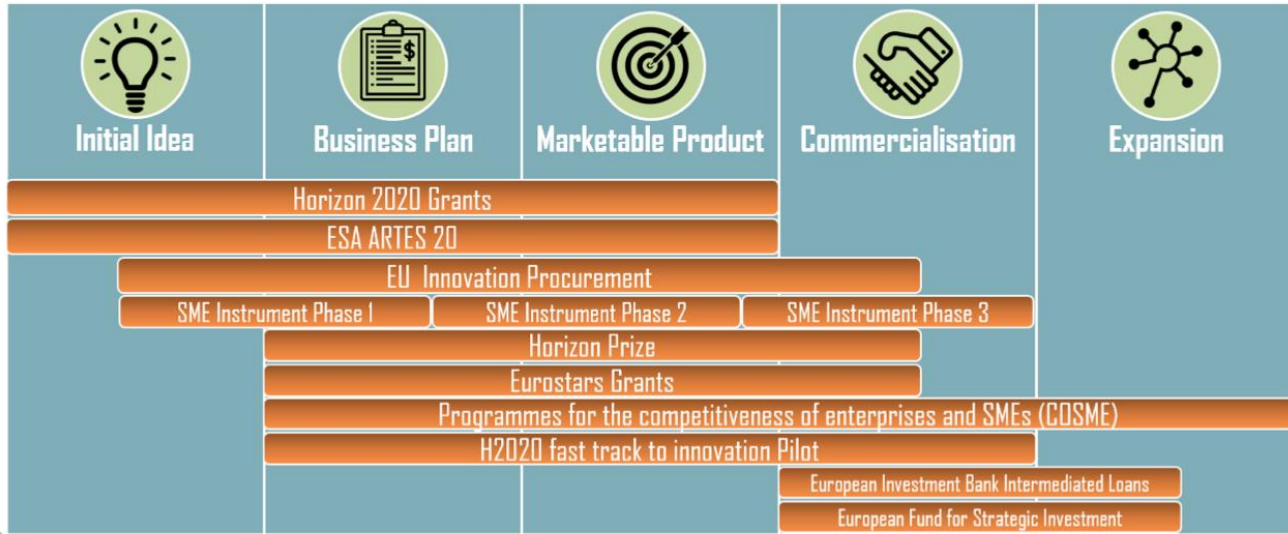 Initial Idea
Business Plan
Marketable Product
Commercialisation
Expansion
Horizon 2020 Grants
ESA ARTES 20
EU Innovation Procurement
SME Instrument Phase 1
SME Instrument Phase 2
SME Instrument Phase 3
Horizon Prize
Eurostars Grants
Programmes for the competitiveness of enterprises and SMEs (COSME)
H2020 fast track to innovation Pilot
European Investment Bank Intermediated Loans
European Fund for Strategic Investment